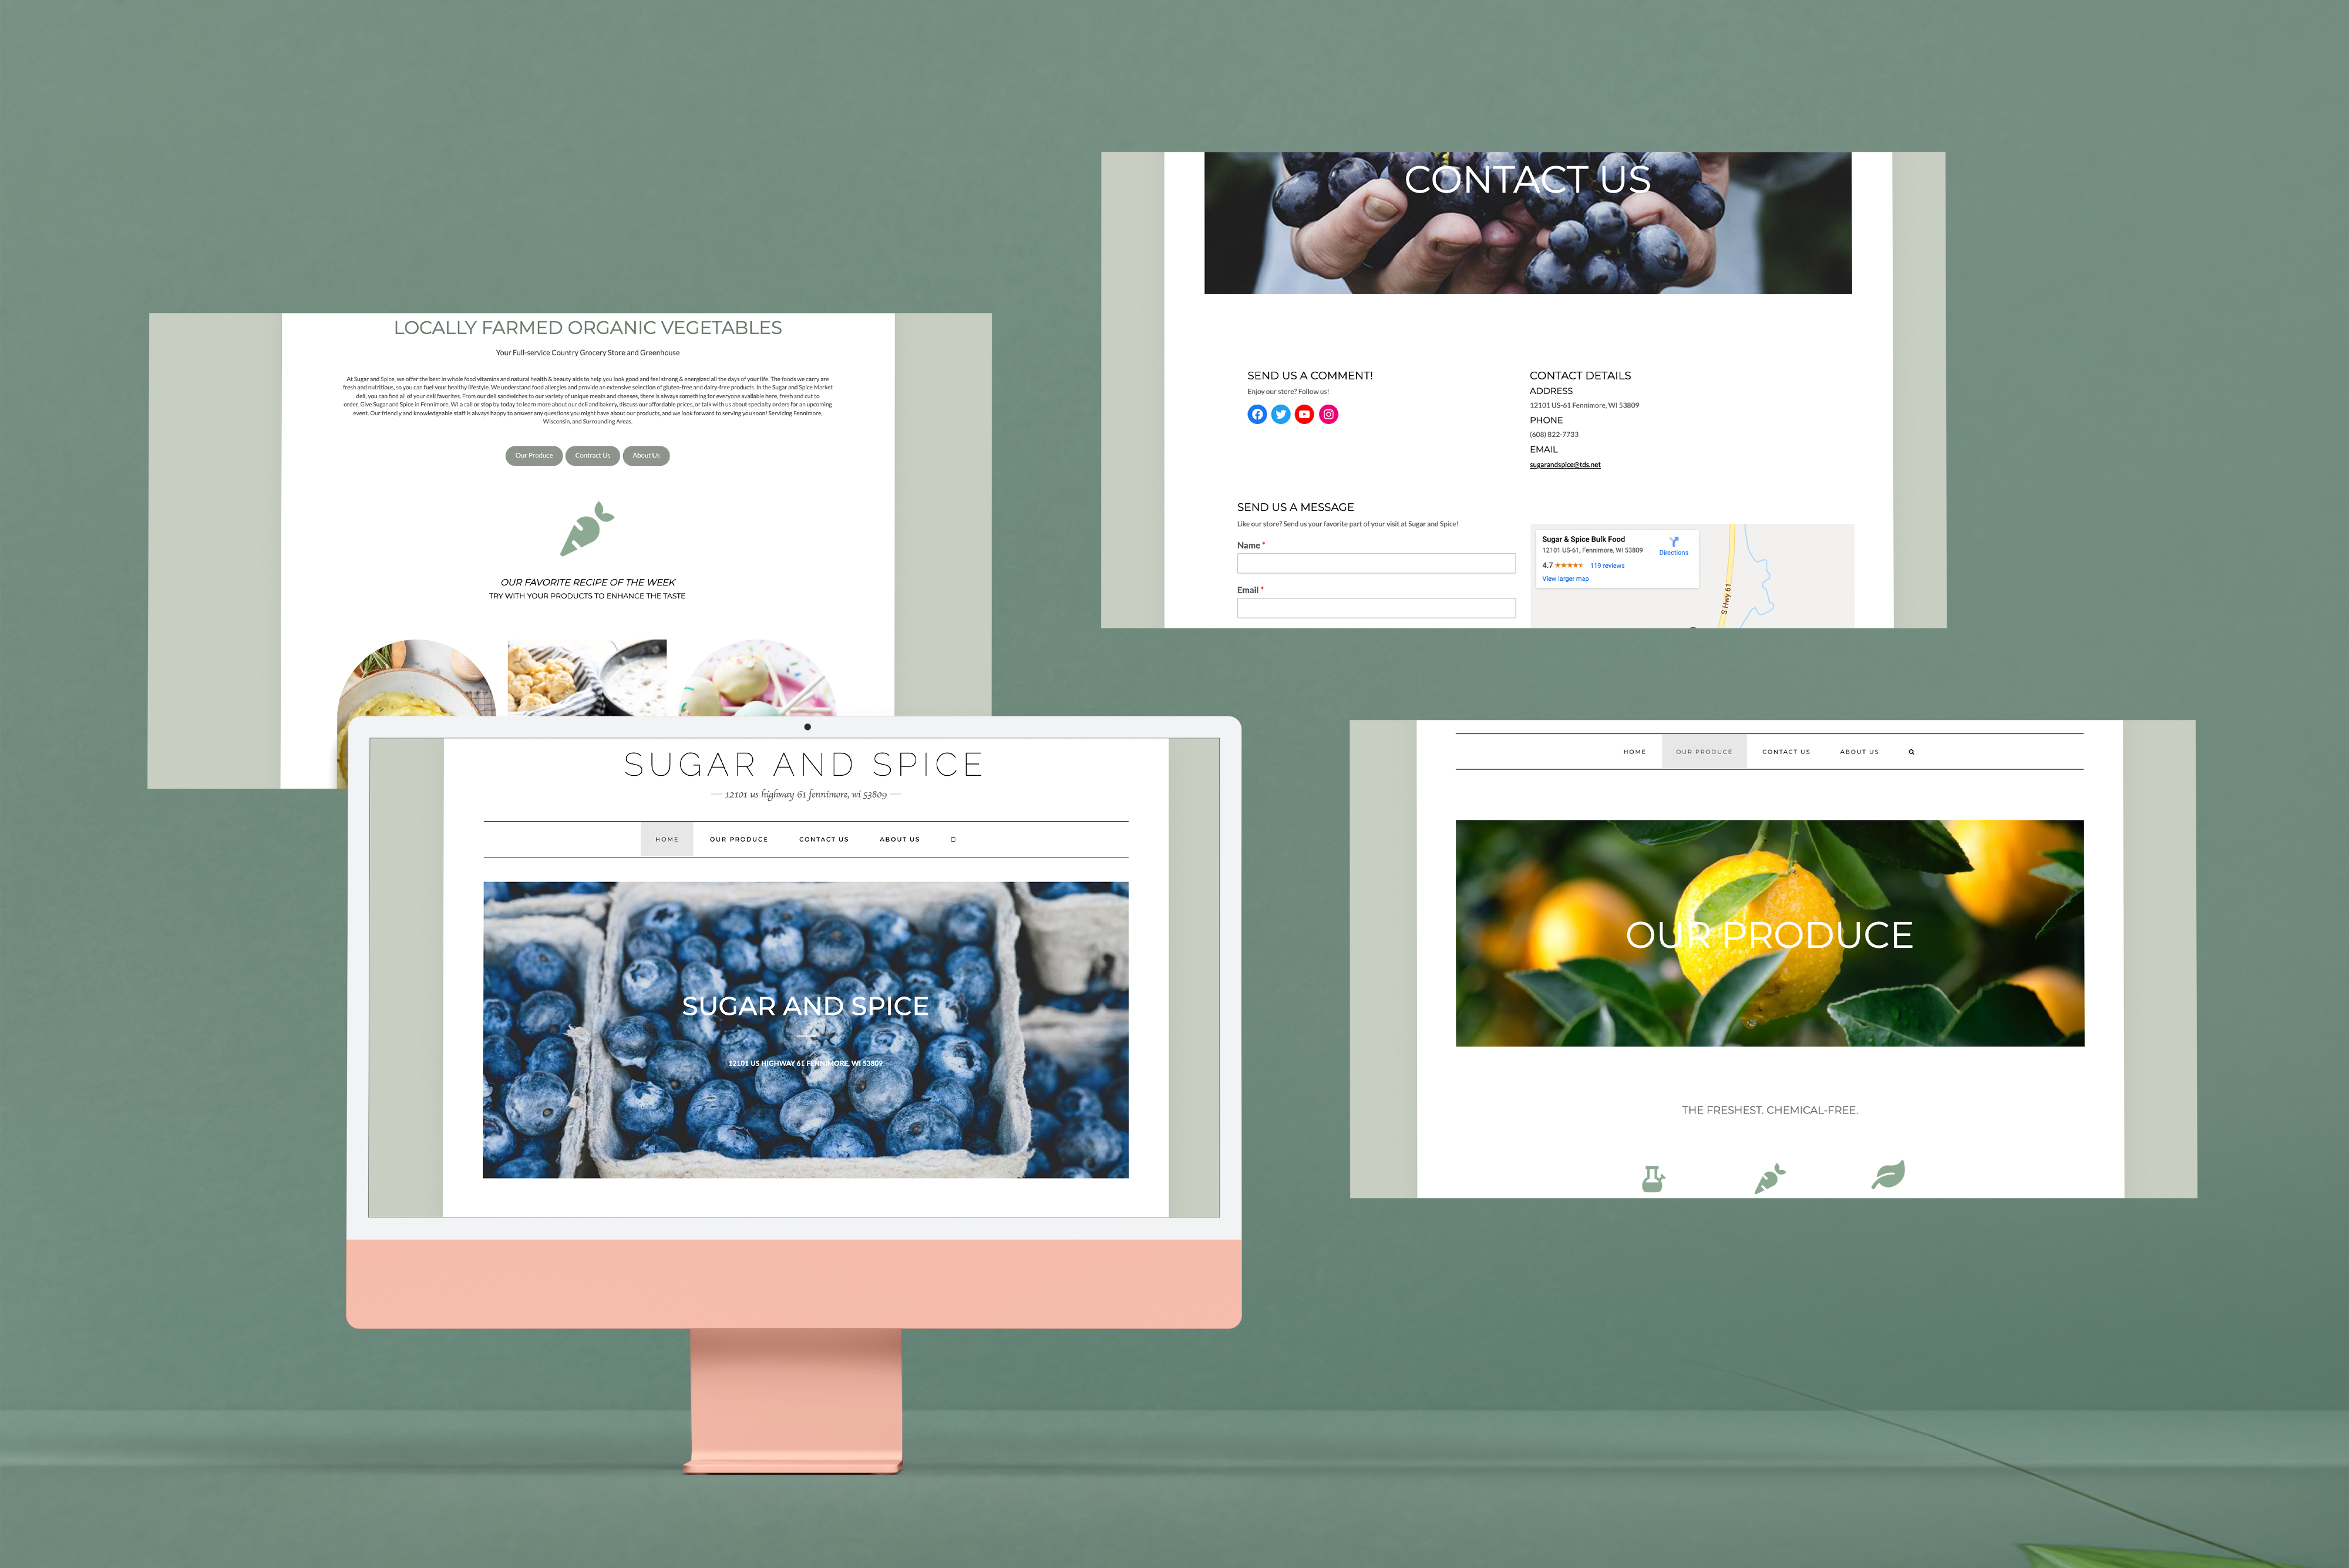 CONTACT US
SEND US A COMMENT!
Enjoy our store? Follow us!
CONTACT DETAILS
ADDRESS
12101 US-61 Fennimore, WI 53809
PHONE
(608) 822-7733
EMAIL
sugarandspice@tds.net
SEND US A MESSAGE
Like our store? Send us your favorite part of your visit at Sugar and Spice!
Name *
Email *
Sugar & Spice Bulk Food
12101 US-61, Fennimore, WI 53809
4.7 ★★★★★ 119 reviews
View larger map
Directions
S Hwy 61
LOCALLY FARMED ORGANIC VEGETABLES
Your Full-service Country Grocery Store and Greenhouse
At Sugar and Spice, we offer the best in whole food vitamins and natural health & beauty aids to help you look good and feel strong & energized all the days of your life. The foods we carry are
fresh and nutritious, so you can fuel your healthy lifestyle. We understand food allergies and provide an extensive selection of gluten-free and dairy-free products. In the Sugar and Spice Market
deli, you can find all of your deli favorites. From our deli sandwiches to our variety of unique meats and cheeses, there is always something for everyone available here, fresh and cut to
order. Give Sugar and Spice in Fennimore, WI a call or stop by today to learn more about our deli and bakery, discuss our affordable prices, or talk with us about specialty orders for an upcoming
event. Our friendly and knowledgeable staff is always happy to answer any questions you might have about our products, and we look forward to serving you soon! Servicing Fennimore,
Wisconsin, and Surrounding Areas.
Our Produce Contract Us About Us
OUR FAVORITE RECIPE OF THE WEEK
TRY WITH YOUR PRODUCTS TO ENHANCE THE TASTE
SUGAR AND SPICE
12101 us highway 61 fennimore, wi 53809
HOME OUR PRODUCE CONTACT US ABOUT US
SUGAR AND SPICE
12101 US HIGHWAY 61 FENNIMORE, WI 53809
HOME OUR PRODUCE CONTACT US ABOUT US
OUR PRODUCE
THE FRESHEST. CHEMICAL-FREE.